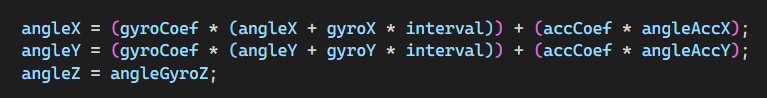 angleX = (gyroCoef * (angleX + gyroX * interval)) + (accCoef * angleAccX);
angleY = (gyroCoef * (angleY + gyroY * interval)) + (accCoef * angleAccY);
angleZ = angleGyroZ;